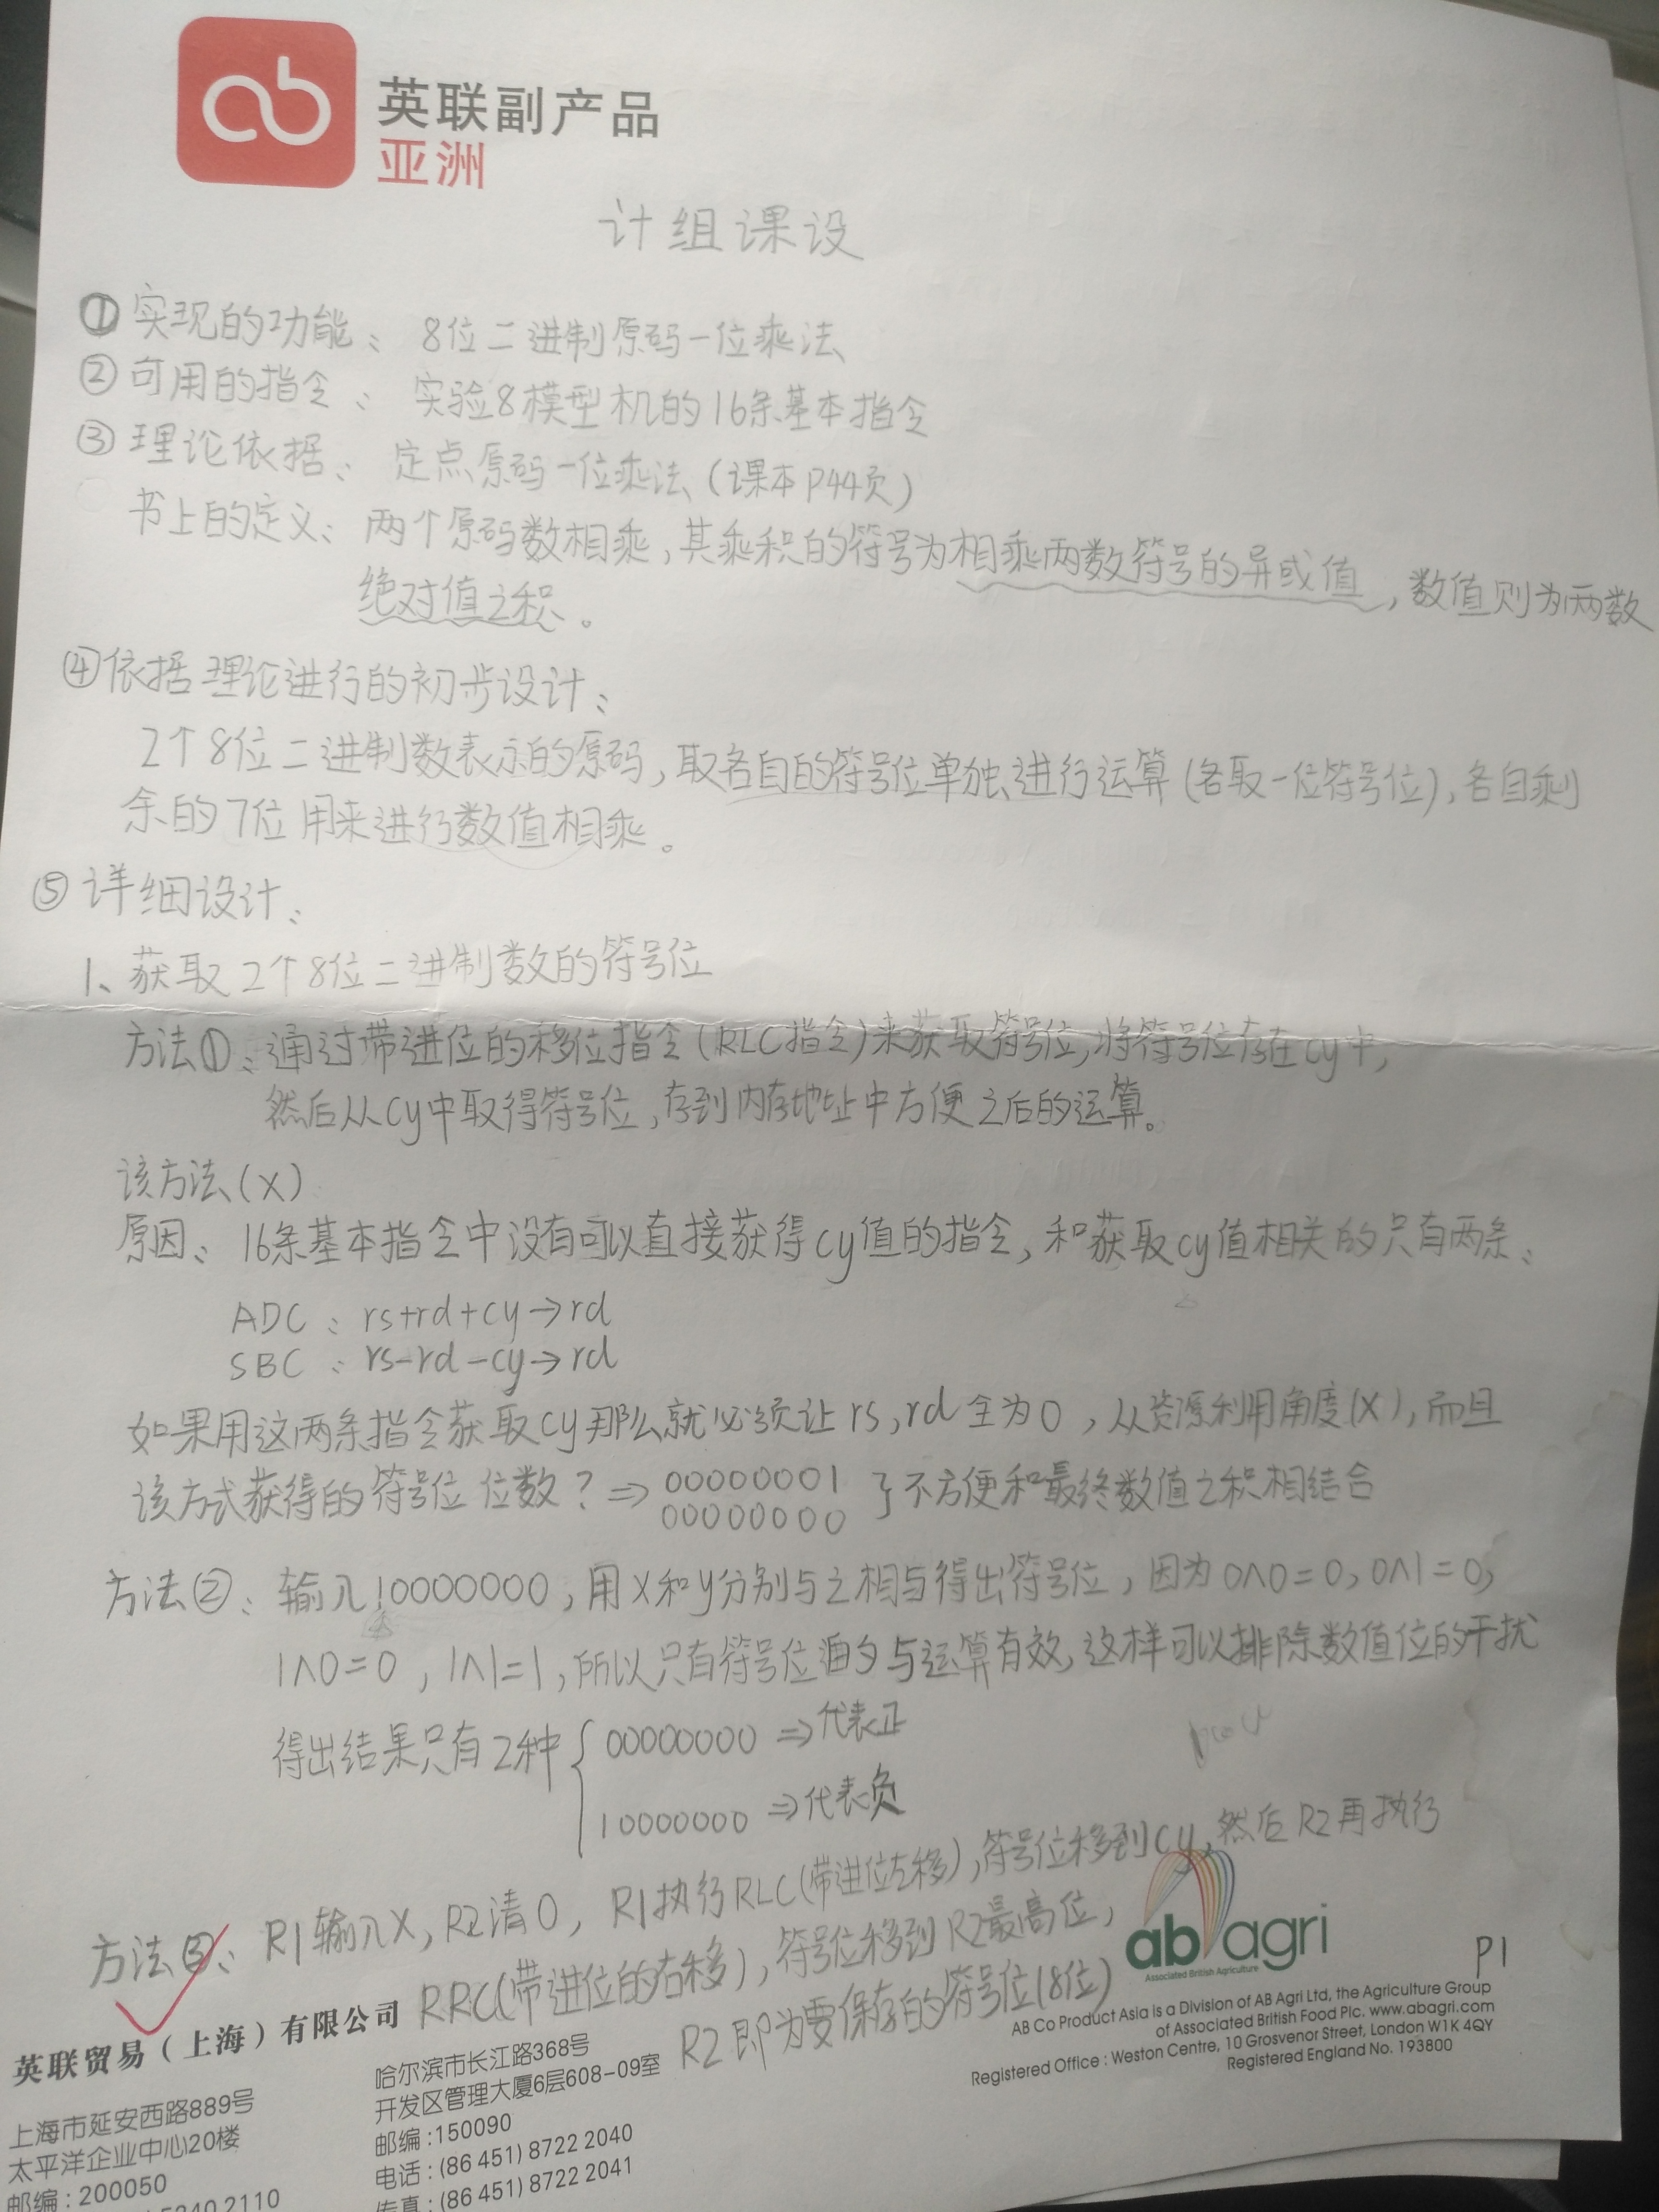 英联副产品
亚洲
计组课设
①实现的功能: 8位二进制原码一位乘法
②可用的指令: 实验8模型机的16条基本指令
③理论依据: 定点原码一位乘法(课本P44页)
书上的定义: 两个原码数相乘,其乘积的符号为相乘两数符号的异或值,数值则为两数
绝对值之积。
④依据理论进行的初步设计:
2个8位二进制数表示的原码,取各自的符号位单独进行运算(各取一位符号位),各自剩
余的7位用来进行数值相乘。
⑤详细设计:
1、获取2个8位二进制数的符号位
方法①: 通过带进位的移位指令(RLC指令)来获取符号位,将符号位存在cy中,
然后从cy中取得符号位,存到内存地址中方便之后的运算。
该方法(X)
原因: 16条基本指令中没有可以直接获得cy值的指令,和获取cy值相关的只有两条:
ADC: rs+rd+cy→rd
SBC: rs-rd-cy→rd
如果用这两条指令获取cy那么就必须让rs,rd全为0,从资源利用角度(X),而且
该方式获得的符号位 位数?⇒ 00000001
00000000 }不方便和最终数值之积相结合
方法②: 输入10000000,用X和y分别与之相与得出符号位,因为0∧0=0,0∧1=0,
1∧0=0,1∧1=1,所以只有符号位与运算有效,这样可以排除数值位的干扰
得出结果只有2种 { 00000000 ⇒代表正
10000000 ⇒代表负
方法③: R1输入X,R2清0, R1执行RLC(带进位左移),符号位移到cy,然后R2再执行
RRC(带进位的右移),符号位移到R2最高位,
R2即为要保存的符号位(8位)
ab agri
Associated British Agriculture
P1
AB Co Product Asia is a Division of AB Agri Ltd, the Agriculture Group
of Associated British Food Plc. www.abagri.com
Registered Office : Weston Centre, 10 Grosvenor Street, London W1K 4QY
Registered England No. 193800
英联贸易(上海)有限公司
上海市延安西路889号
太平洋企业中心20楼
邮编:200050
哈尔滨市长江路368号
开发区管理大厦6层608-09室
邮编:150090
电话:(86 451) 8722 2040
传真:(86 451) 8722 2041